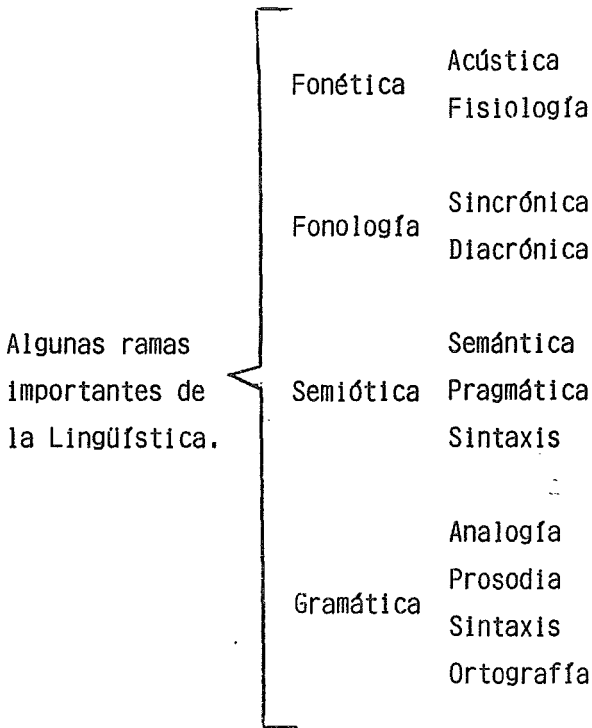 Algunas ramas
importantes de
la Lingüística.
Fonética
Acústica
Fisiología
Fonología
Sincrónica
Diacrónica
Semiótica
Semántica
Pragmática
Sintaxis
Gramática
Analogía
Prosodia
Sintaxis
Ortografía